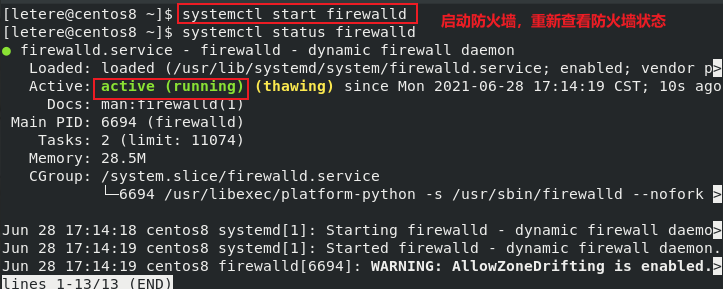 [letere@centos8 ~]$ systemctl start firewalld 启动防火墙，重新查看防火墙状态
[letere@centos8 ~]$ systemctl status firewalld
● firewalld.service - firewalld - dynamic firewall daemon
Loaded: loaded (/usr/lib/systemd/system/firewalld.service; enabled; vendor p>
Active: active (running) (thawing) since Mon 2021-06-28 17:14:19 CST; 10s ago
Docs: man:firewalld(1)
Main PID: 6694 (firewalld)
Tasks: 2 (limit: 11074)
Memory: 28.5M
CGroup: /system.slice/firewalld.service
└─6694 /usr/libexec/platform-python -s /usr/sbin/firewalld --nofork >
Jun 28 17:14:18 centos8 systemd[1]: Starting firewalld - dynamic firewall daemo>
Jun 28 17:14:19 centos8 systemd[1]: Started firewalld - dynamic firewall daemon.
Jun 28 17:14:19 centos8 firewalld[6694]: WARNING: AllowZoneDrifting is enabled.>
lines 1-13/13 (END)